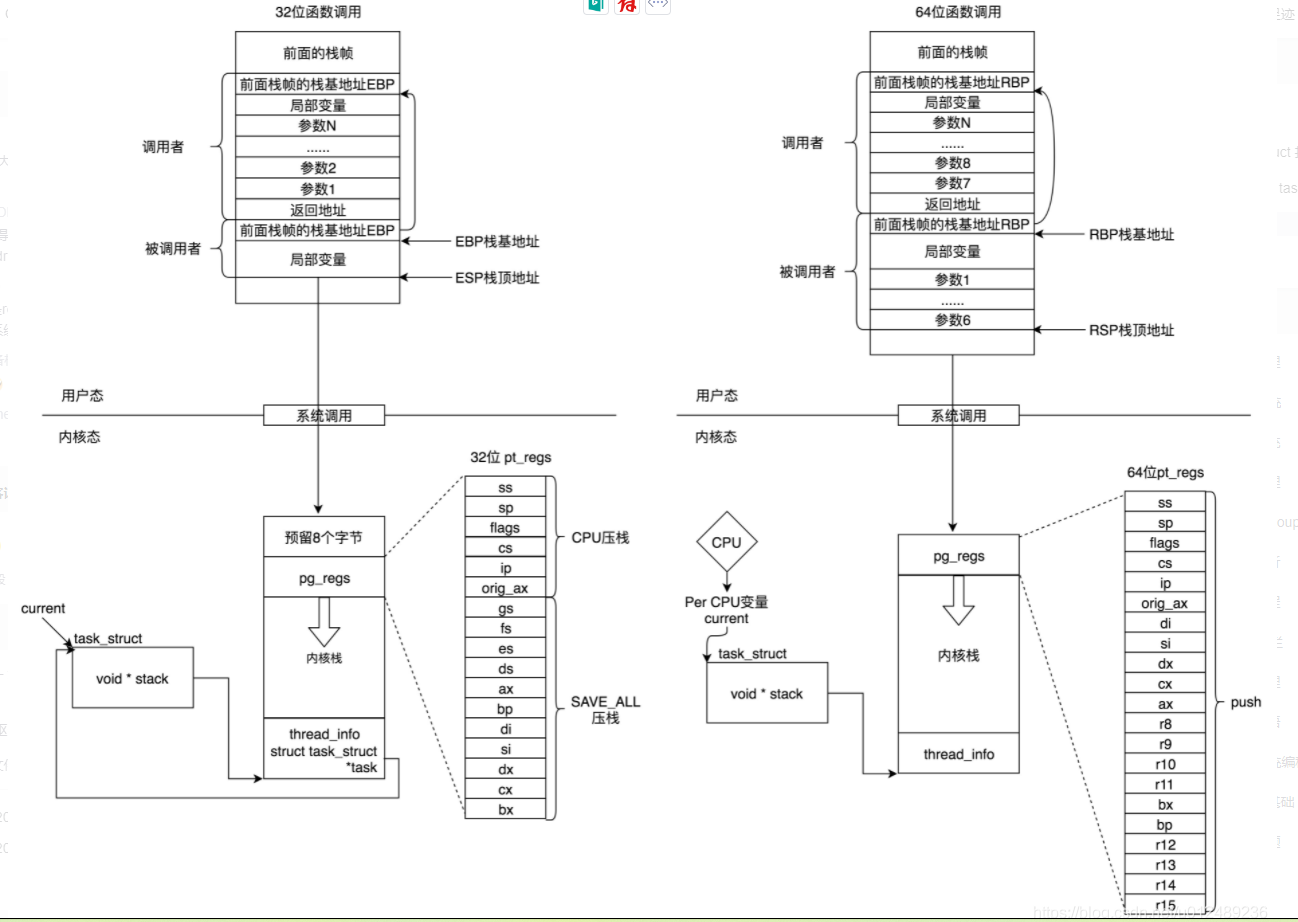 32位函数调用
前面的栈帧
前面栈帧的栈基地址EBP
局部变量
参数N
......
参数2
参数1
返回地址
前面栈帧的栈基地址EBP
局部变量
调用者
被调用者
EBP栈基地址
ESP栈顶地址
用户态
系统调用
内核态
预留8个字节
pg_regs
内核栈
thread_info
struct task_struct
*task
current
task_struct
void * stack
32位 pt_regs
ss
sp
flags
cs
ip
orig_ax
gs
fs
es
ds
ax
bp
di
si
dx
cx
bx
CPU压栈
SAVE_ALL
压栈
64位函数调用
前面的栈帧
前面栈帧的栈基地址RBP
局部变量
参数N
......
参数8
参数7
返回地址
前面栈帧的栈基地址RBP
局部变量
参数1
......
参数6
调用者
被调用者
RBP栈基地址
RSP栈顶地址
用户态
系统调用
内核态
CPU
Per CPU变量
current
task_struct
void * stack
pg_regs
内核栈
thread_info
64位pt_regs
ss
sp
flags
cs
ip
orig_ax
di
si
dx
cx
ax
r8
r9
r10
r11
bx
bp
r12
r13
r14
r15
push